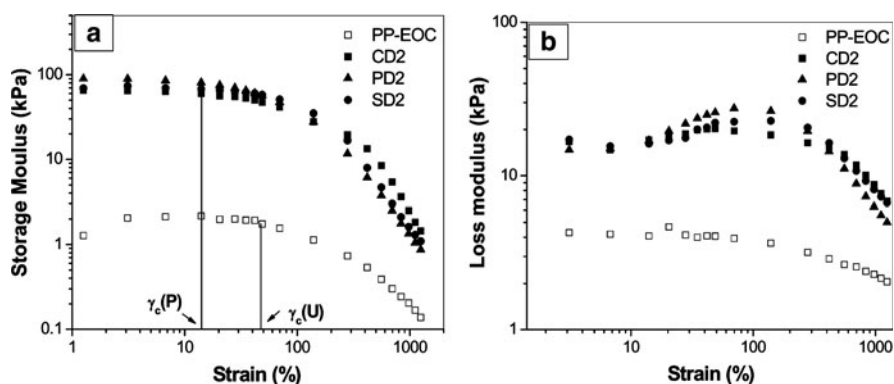 a
Storage Moulus (kPa)
100
10
1
0.1
1
10
100
1000
Strain (%)
PP-EOC
CD2
PD2
SD2
γc(P)
γc(U)
b
Loss modulus (kPa)
100
10
1
10
100
1000
Strain (%)
PP-EOC
CD2
PD2
SD2